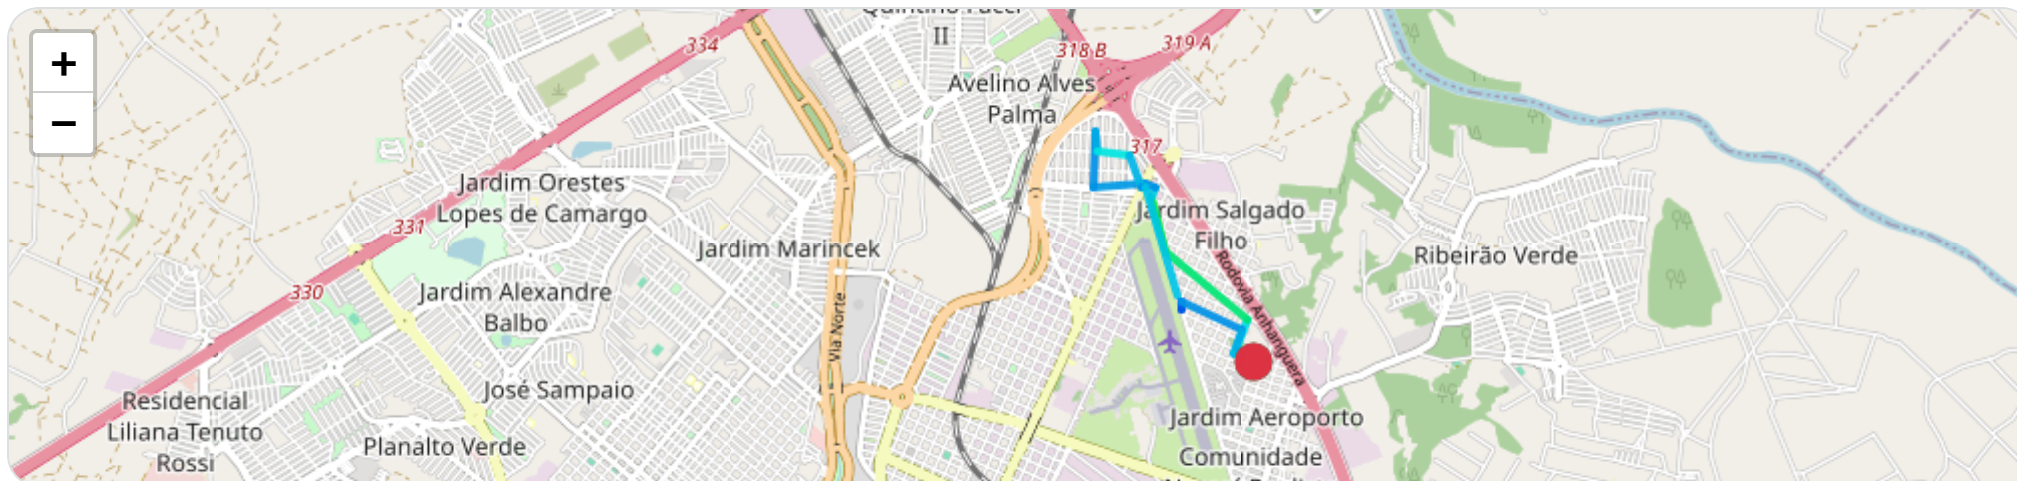 +
−
Quintino Facci
II
334
318 B
319 A
Avelino Alves
Palma
317
Jardim Orestes
Lopes de Camargo
331
Jardim Salgado
Filho
Jardim Marincek
Ribeirão Verde
330
Jardim Alexandre
Balbo
Via Norte
Rodovia Anhanguera
José Sampaio
Residencial
Liliana Tenuto
Rossi
Planalto Verde
Jardim Aeroporto
Comunidade